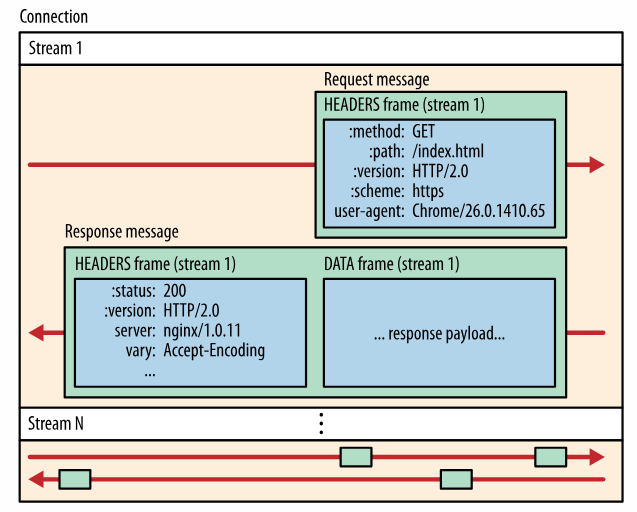 Connection
Stream 1
Request message
HEADERS frame (stream 1)
:method: GET
:path: /index.html
:version: HTTP/2.0
:scheme: https
user-agent: Chrome/26.0.1410.65
Response message
HEADERS frame (stream 1)
:status: 200
:version: HTTP/2.0
server: nginx/1.0.11
vary: Accept-Encoding
...
DATA frame (stream 1)
... response payload...
Stream N